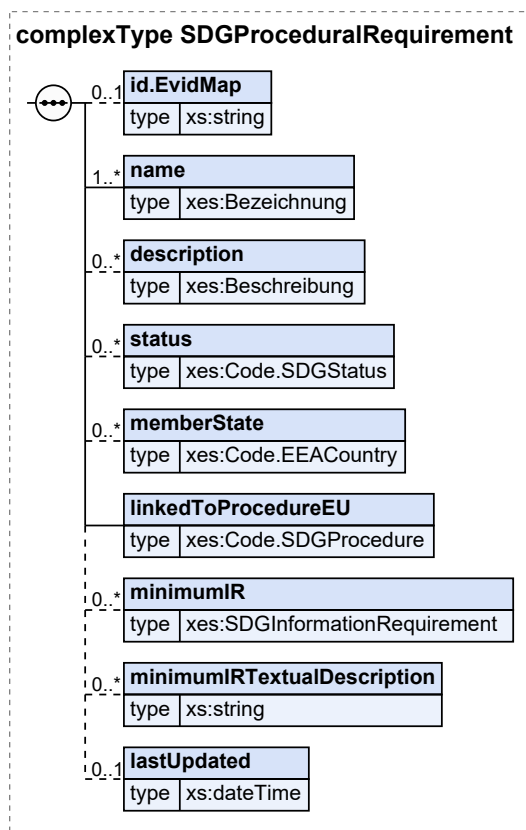 complexType SDGProceduralRequirement
0..1
id.EvidMap
type xs:string
1..*
name
type xes:Bezeichnung
0..*
description
type xes:Beschreibung
0..*
status
type xes:Code.SDGStatus
0..*
memberState
type xes:Code.EEACountry
linkedToProcedureEU
type xes:Code.SDGProcedure
0..*
minimumIR
type xes:SDGInformationRequirement
0..*
minimumIRTextualDescription
type xs:string
0..1
lastUpdated
type xs:dateTime